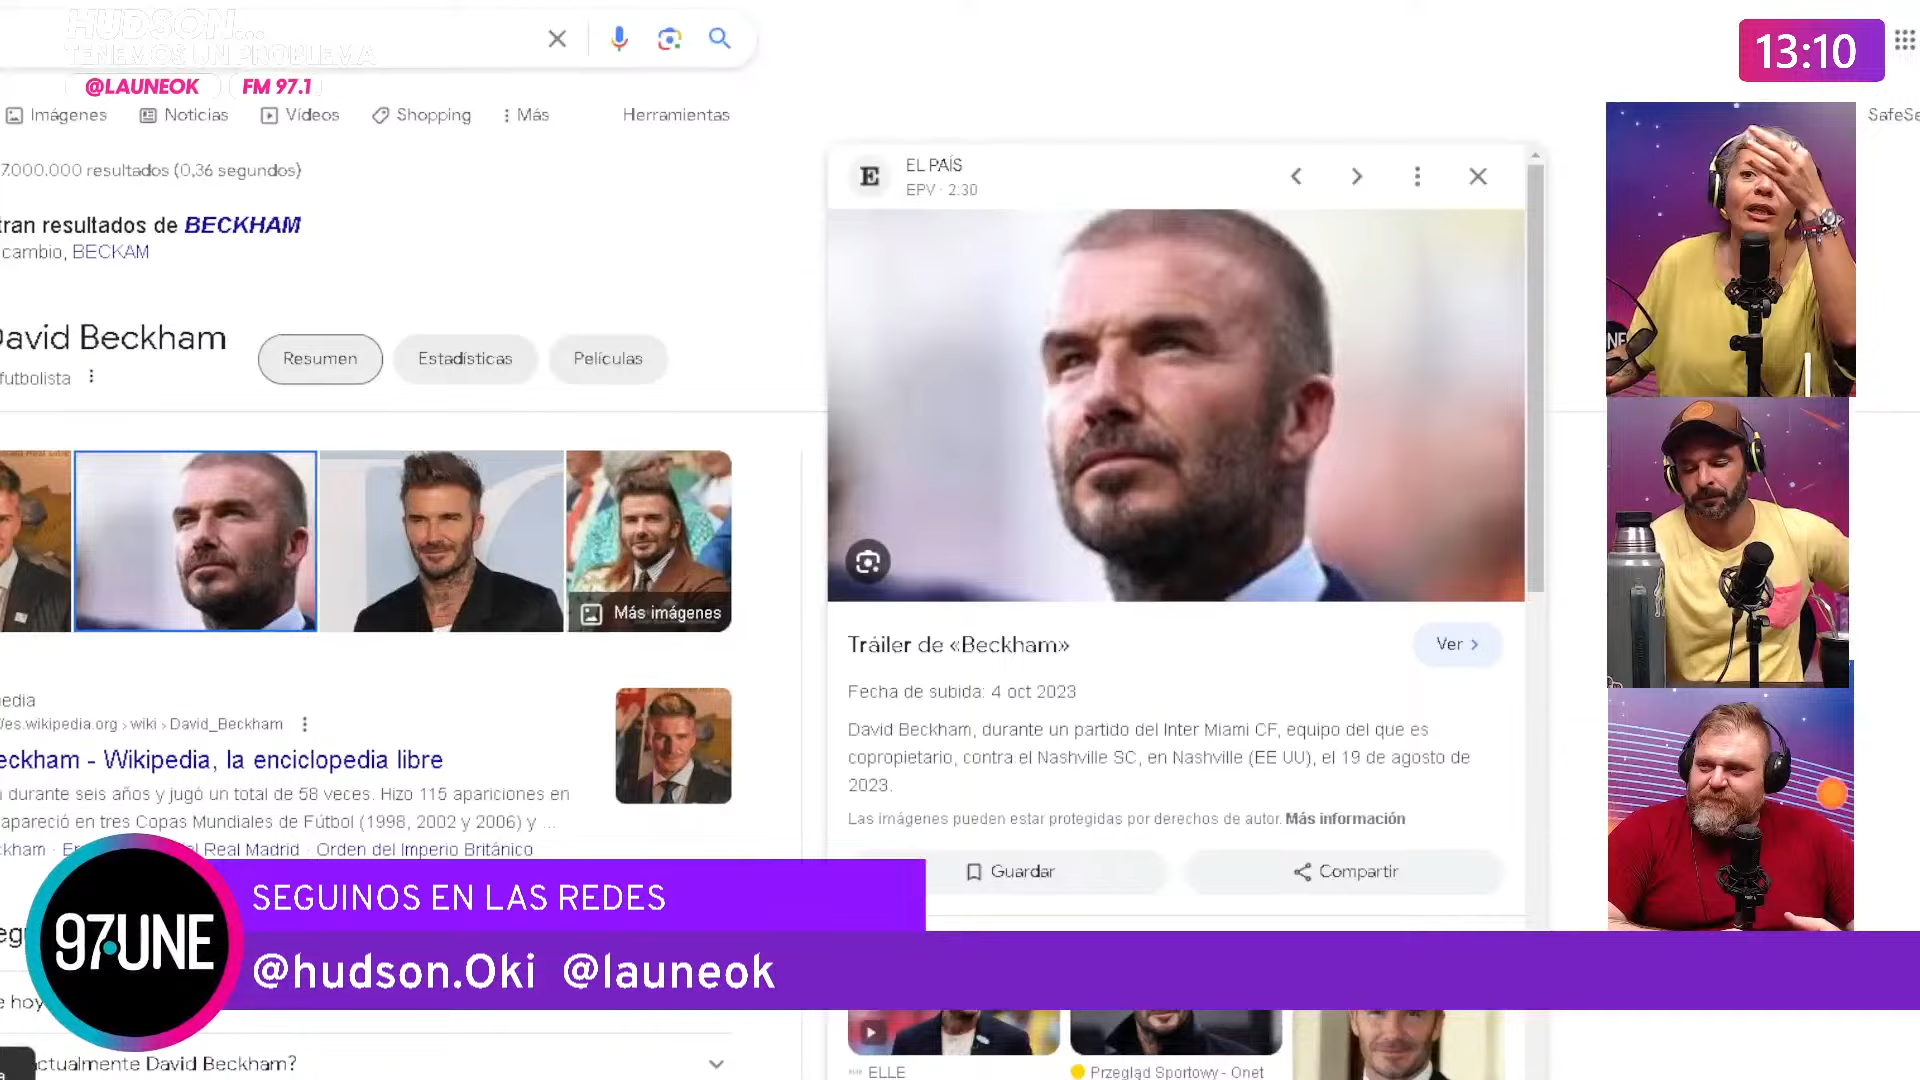 HUDSON...
TENEMOS UN PROBLEMA
@LAUNEOK FM 97.1
13:10
Imágenes Noticias Vídeos Shopping Más Herramientas
7.000.000 resultados (0,36 segundos)
tran resultados de BECKHAM
cambio, BECKAM
David Beckham
futbolista
Resumen Estadísticas Películas
Más imágenes
edia
//es.wikipedia.org › wiki › David_Beckham
eckham - Wikipedia, la enciclopedia libre
durante seis años y jugó un total de 58 veces. Hizo 115 apariciones en
apareció en tres Copas Mundiales de Fútbol (1998, 2002 y 2006) y ...
ckham · Real Madrid · Orden del Imperio Británico
EL PAÍS
EPV · 2:30
Tráiler de «Beckham»
Ver
Fecha de subida: 4 oct 2023
David Beckham, durante un partido del Inter Miami CF, equipo del que es
copropietario, contra el Nashville SC, en Nashville (EE UU), el 19 de agosto de
2023.
Las imágenes pueden estar protegidas por derechos de autor. Más información
Guardar Compartir
SafeSe
SEGUINOS EN LAS REDES
97.UNE
@hudson.Oki @launeok
e hoy
actualmente David Beckham?
ELLE
Przegląd Sportowy - Onet